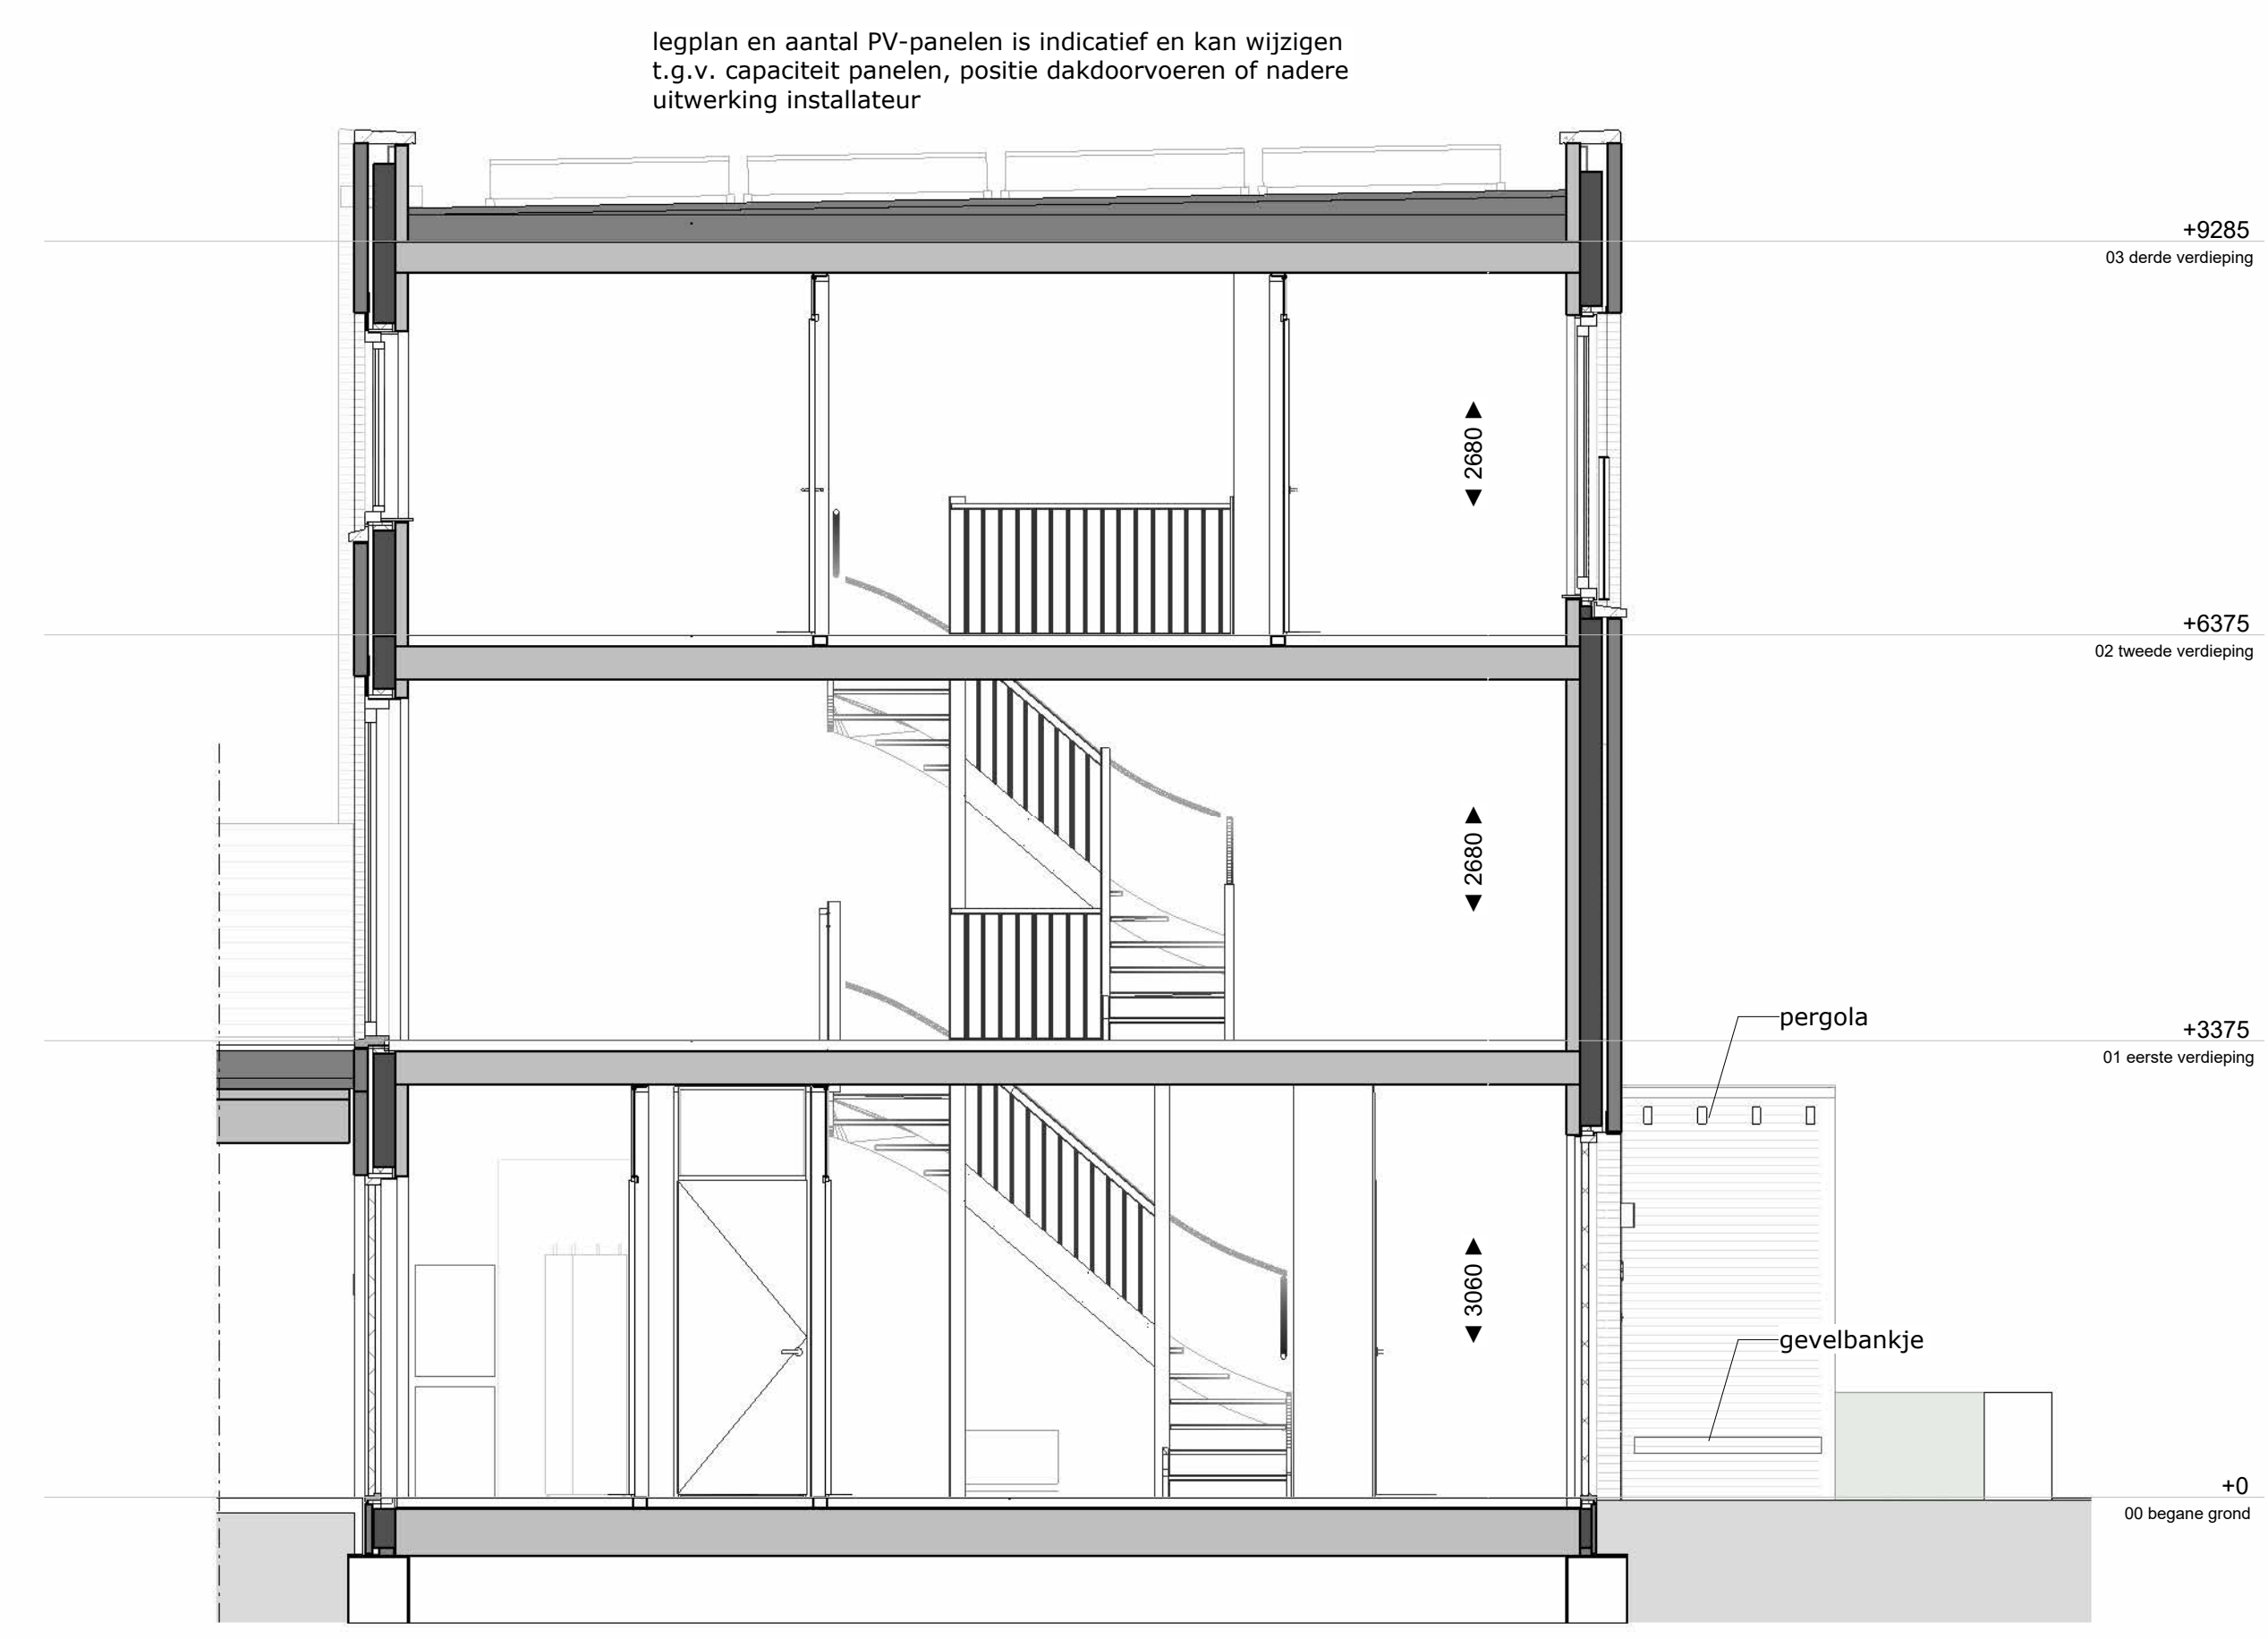 legplan en aantal PV-panelen is indicatief en kan wijzigen
t.g.v. capaciteit panelen, positie dakdoorvoeren of nadere
uitwerking installateur
+9285
03 derde verdieping
2680
+6375
02 tweede verdieping
2680
pergola
+3375
01 eerste verdieping
3060
gevelbankje
+0
00 begane grond